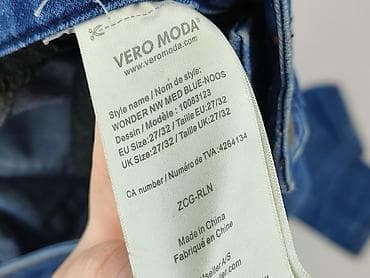 VERO MODA®
www.veromoda.com
Style name / Nom de style:
WONDER NW MED BLUE-NOOS
Dessin / Modèle : 10083123
EU Size:27/32 / Taille EU:27/32
UK Size:27/32 / Taille UK:27/32
CA number / Numéro de TVA:4264134
ZCG-RLN
Made in China
Fabriqué en Chine
Bestseller A/S